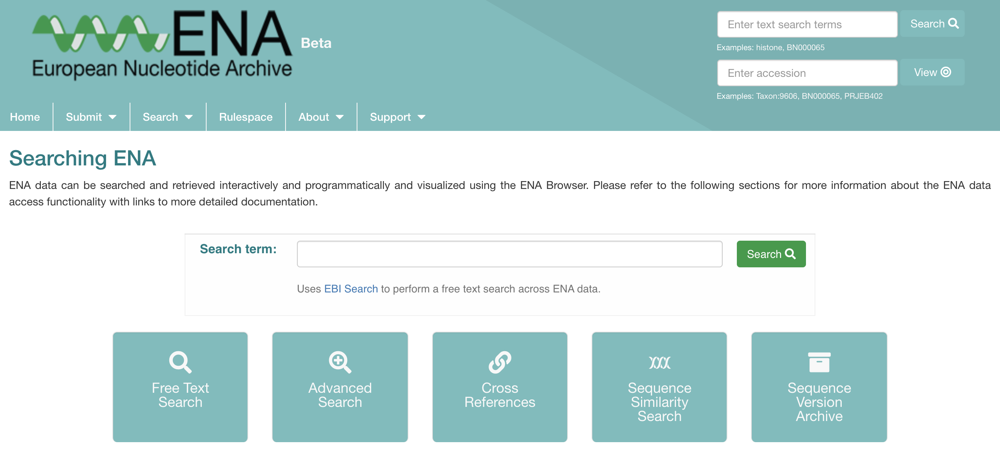 ENA
European Nucleotide Archive
Beta
Enter text search terms
Search
Examples: histone, BN000065
Enter accession
View
Examples: Taxon:9606, BN000065, PRJEB402
Home
Submit
Search
Rulespace
About
Support
Searching ENA
ENA data can be searched and retrieved interactively and programmatically and visualized using the ENA Browser. Please refer to the following sections for more information about the ENA data
access functionality with links to more detailed documentation.
Search term:
Search
Uses EBI Search to perform a free text search across ENA data.
Free Text
Search
Advanced
Search
Cross
References
Sequence
Similarity
Search
Sequence
Version
Archive